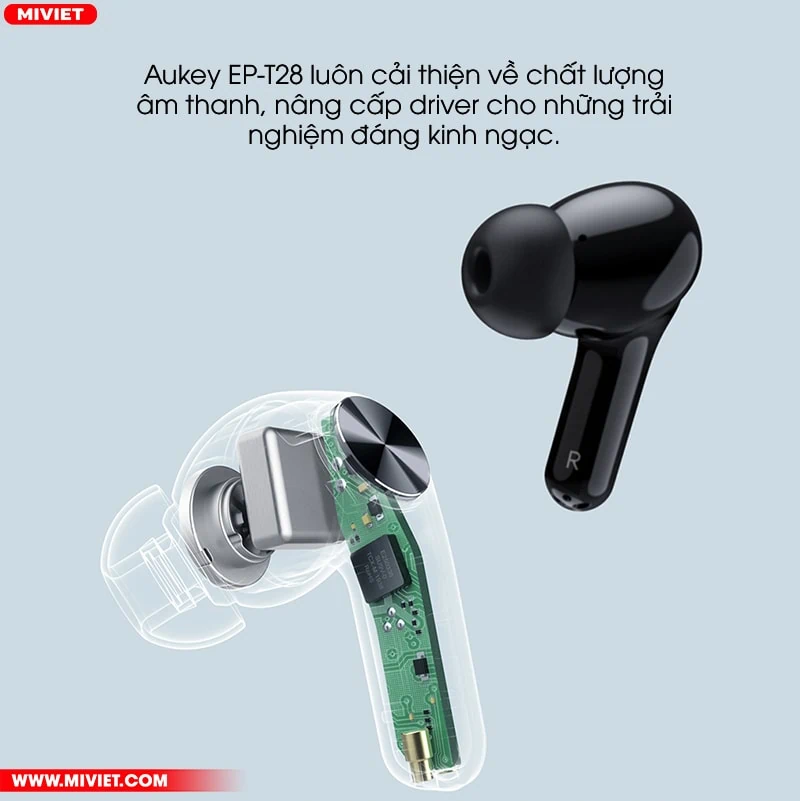 MIVIET
Aukey EP-T28 luôn cải thiện về chất lượng
âm thanh, nâng cấp driver cho những trải
nghiệm đáng kinh ngạc.
R
WWW.MIVIET.COM